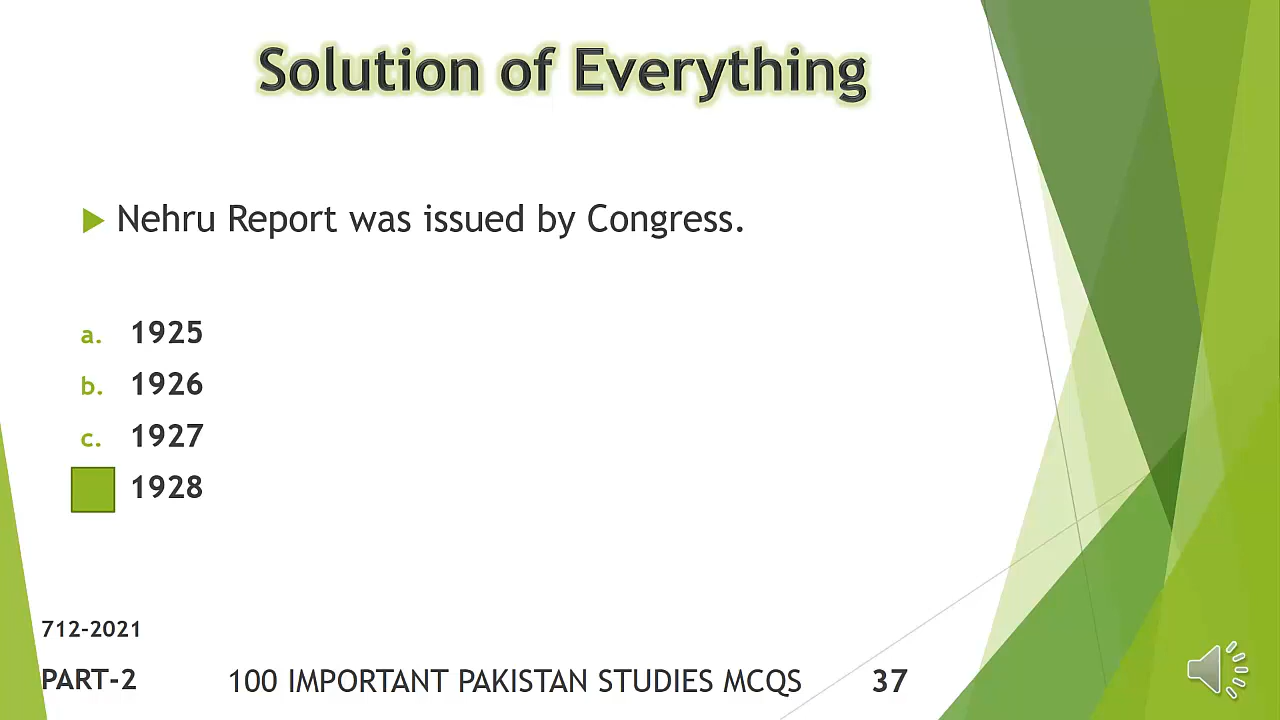 Solution of Everything
Nehru Report was issued by Congress.
a. 1925
b. 1926
c. 1927
1928
712-2021
PART-2 100 IMPORTANT PAKISTAN STUDIES MCQS 37